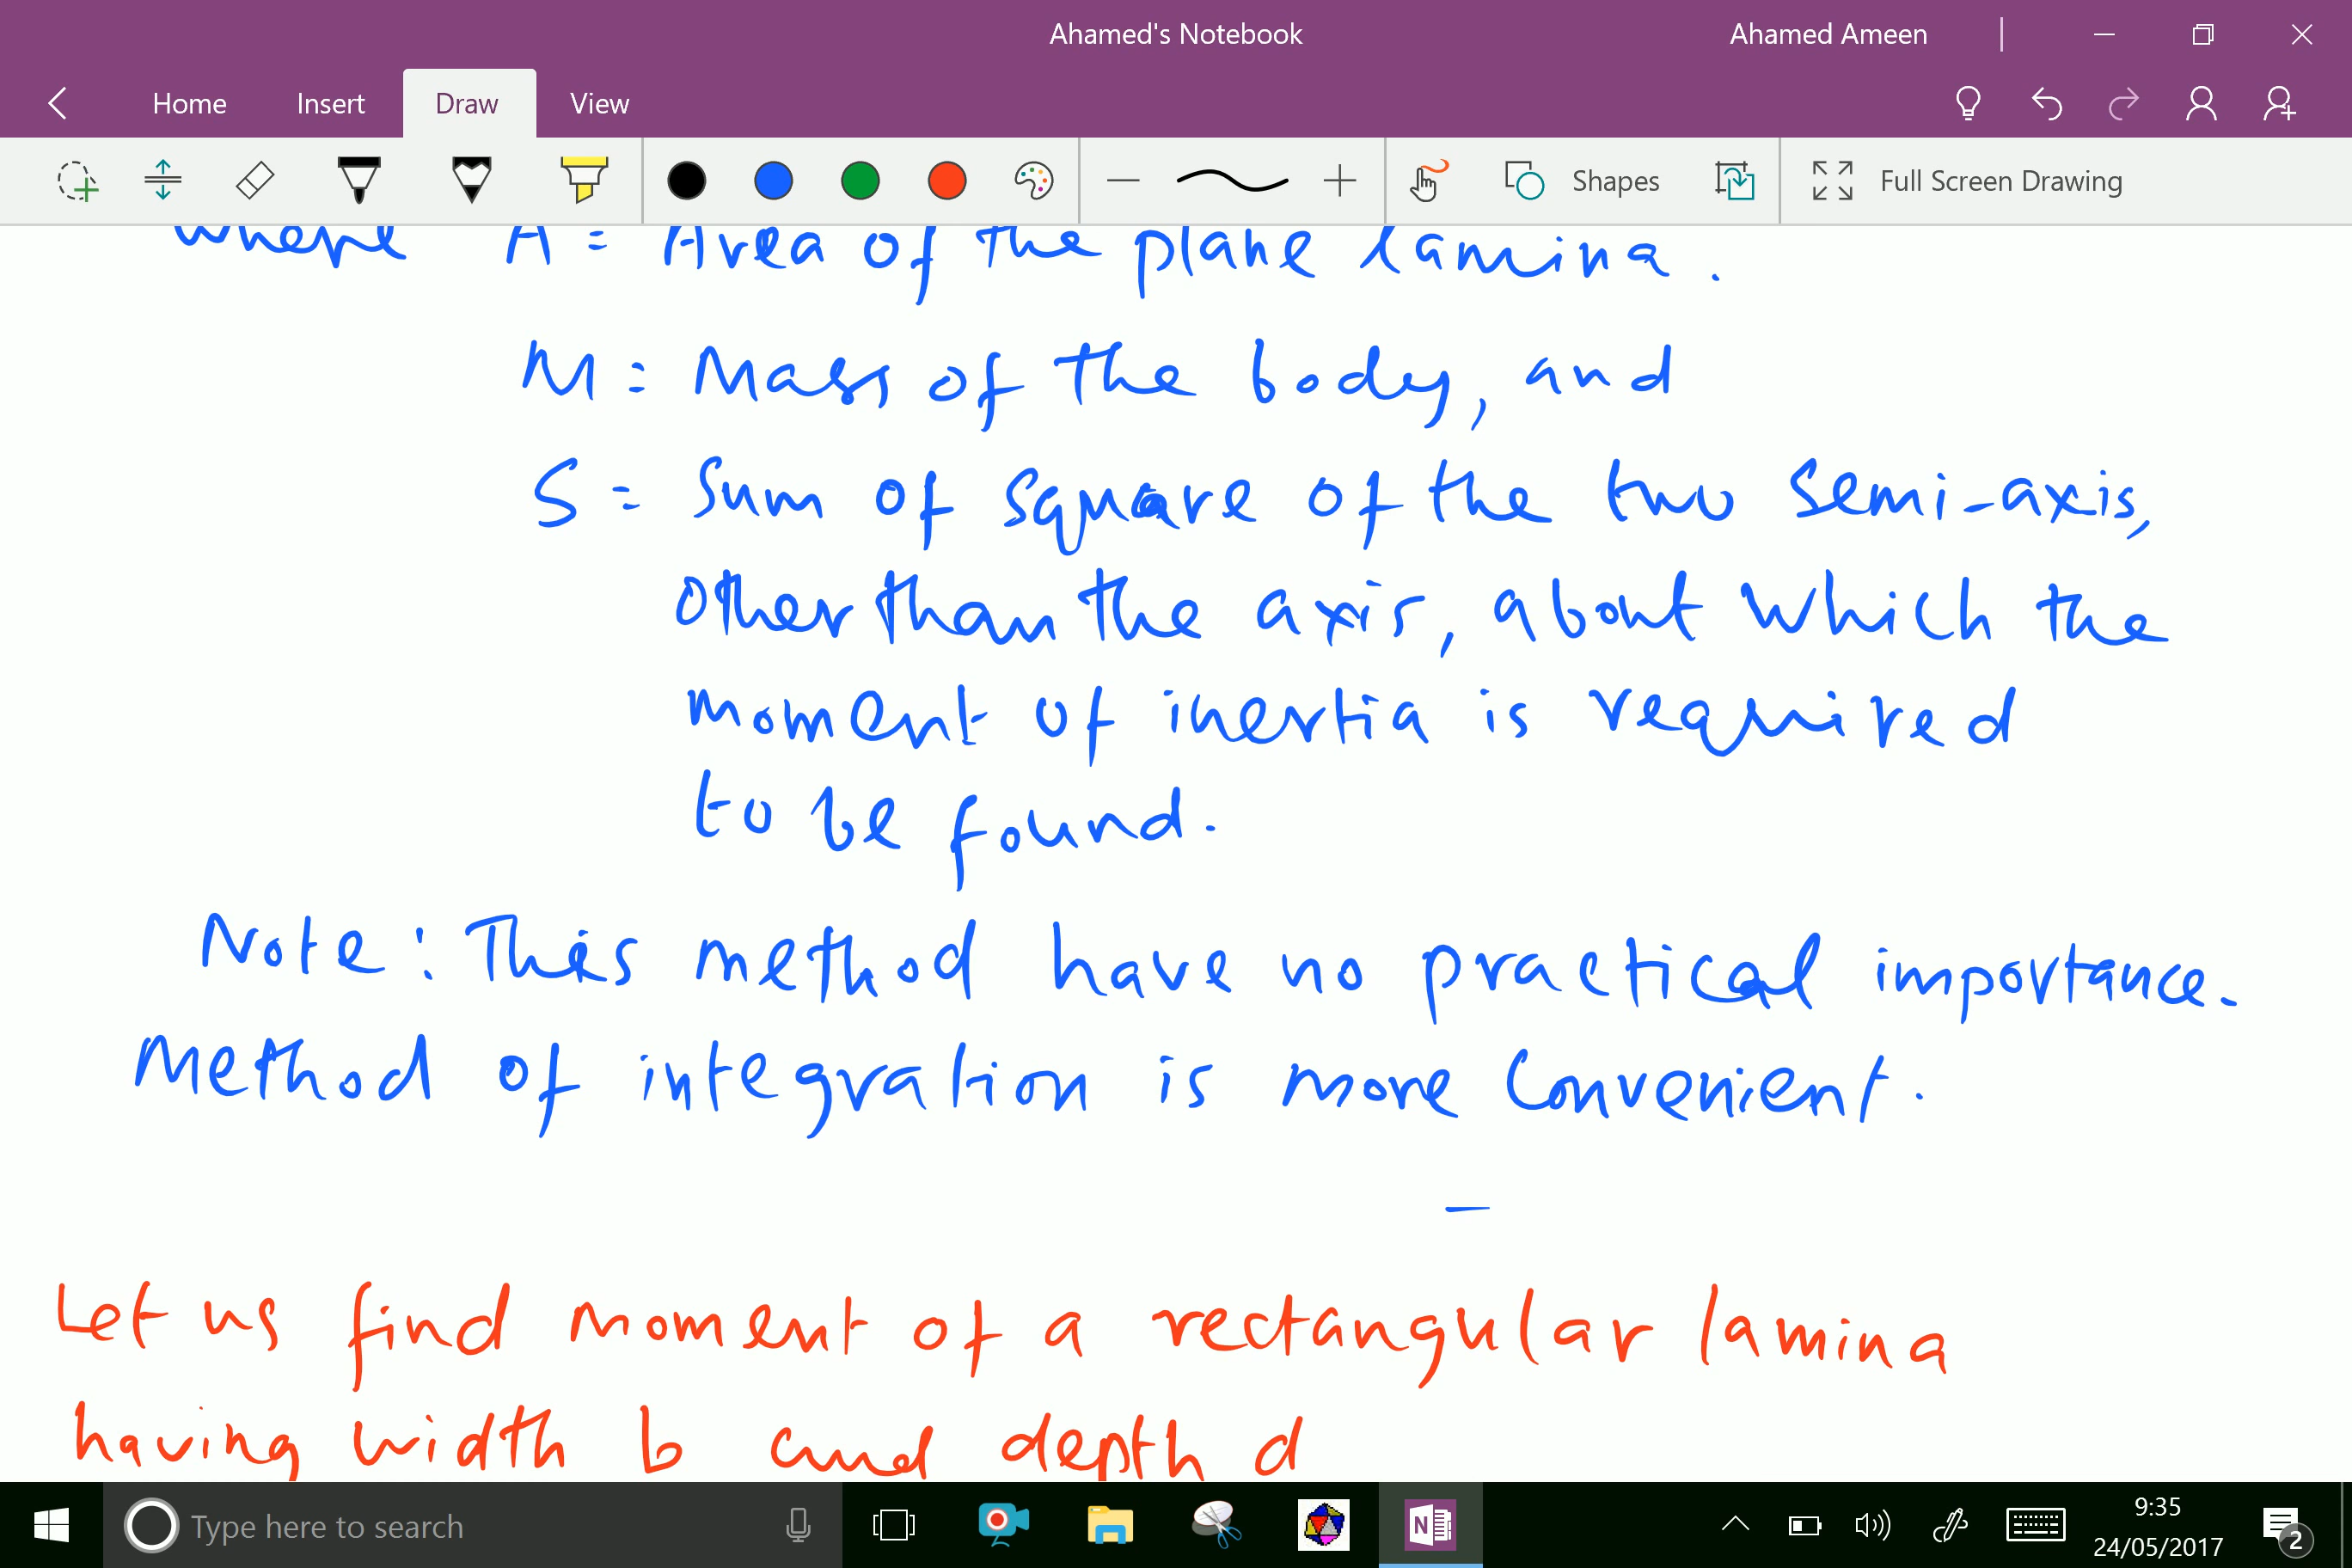 Ahamed's Notebook
Ahamed Ameen
Home Insert Draw View
Shapes
Full Screen Drawing
where A = Area of the plane lamina.
M = Mass of the body, and
S = Sum of square of the two semi-axis,
other than the axis, about which the
moment of inertia is required
to be found.
Note: This method have no practical importance.
Method of integration is more convenient.
Let us find moment of a rectangular lamina
having width b and depth d
Type here to search
N
9:35
24/05/2017
2